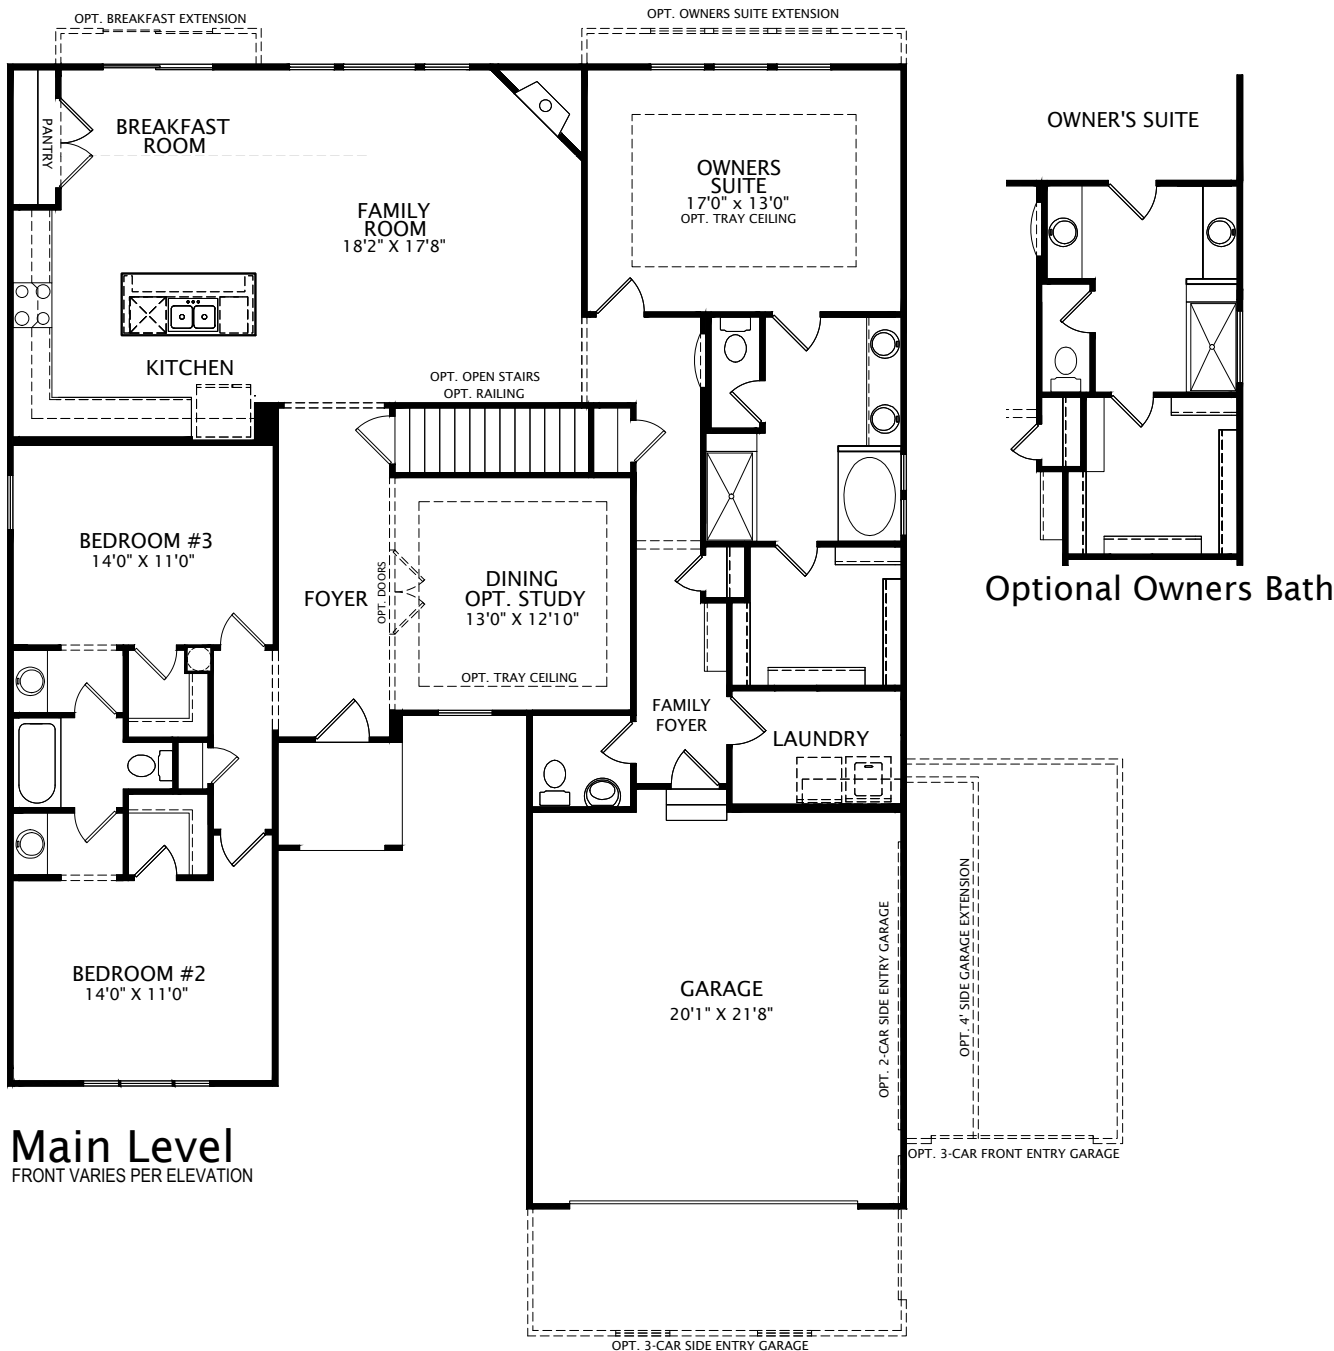 OPT. BREAKFAST EXTENSION
OPT. OWNERS SUITE EXTENSION
PANTRY
BREAKFAST
ROOM
FAMILY
ROOM
18'2" X 17'8"
OWNERS
SUITE
17'0" x 13'0"
OPT. TRAY CEILING
OWNER'S SUITE
KITCHEN
OPT. OPEN STAIRS
OPT. RAILING
BEDROOM #3
14'0" X 11'0"
FOYER
OPT. DOORS
DINING
OPT. STUDY
13'0" X 12'10"
OPT. TRAY CEILING
Optional Owners Bath
FAMILY
FOYER
LAUNDRY
BEDROOM #2
14'0" X 11'0"
GARAGE
20'1" X 21'8"
OPT. 2-CAR SIDE ENTRY GARAGE
OPT. 4' SIDE GARAGE EXTENSION
OPT. 3-CAR FRONT ENTRY GARAGE
Main Level
FRONT VARIES PER ELEVATION
OPT. 3-CAR SIDE ENTRY GARAGE